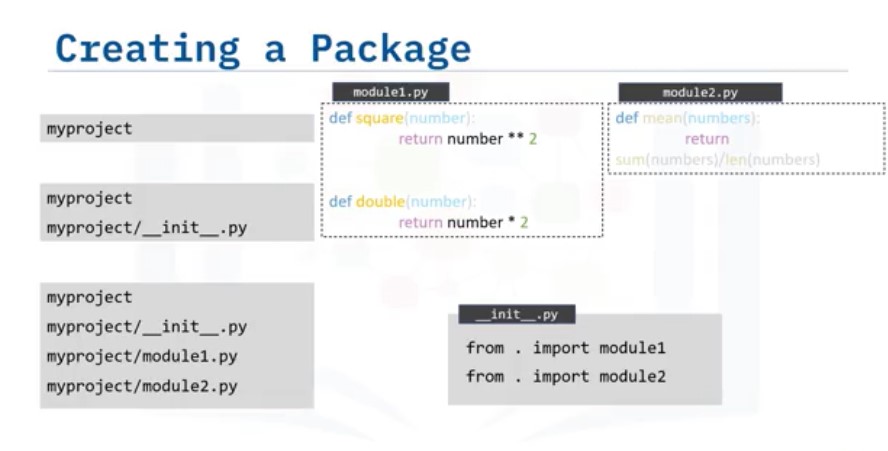 Creating a Package
myproject
myproject
myproject/__init__.py
myproject
myproject/__init__.py
myproject/module1.py
myproject/module2.py
module1.py
def square(number):
return number ** 2
def double(number):
return number * 2
module2.py
def mean(numbers):
return
sum(numbers)/len(numbers)
__init__.py
from . import module1
from . import module2